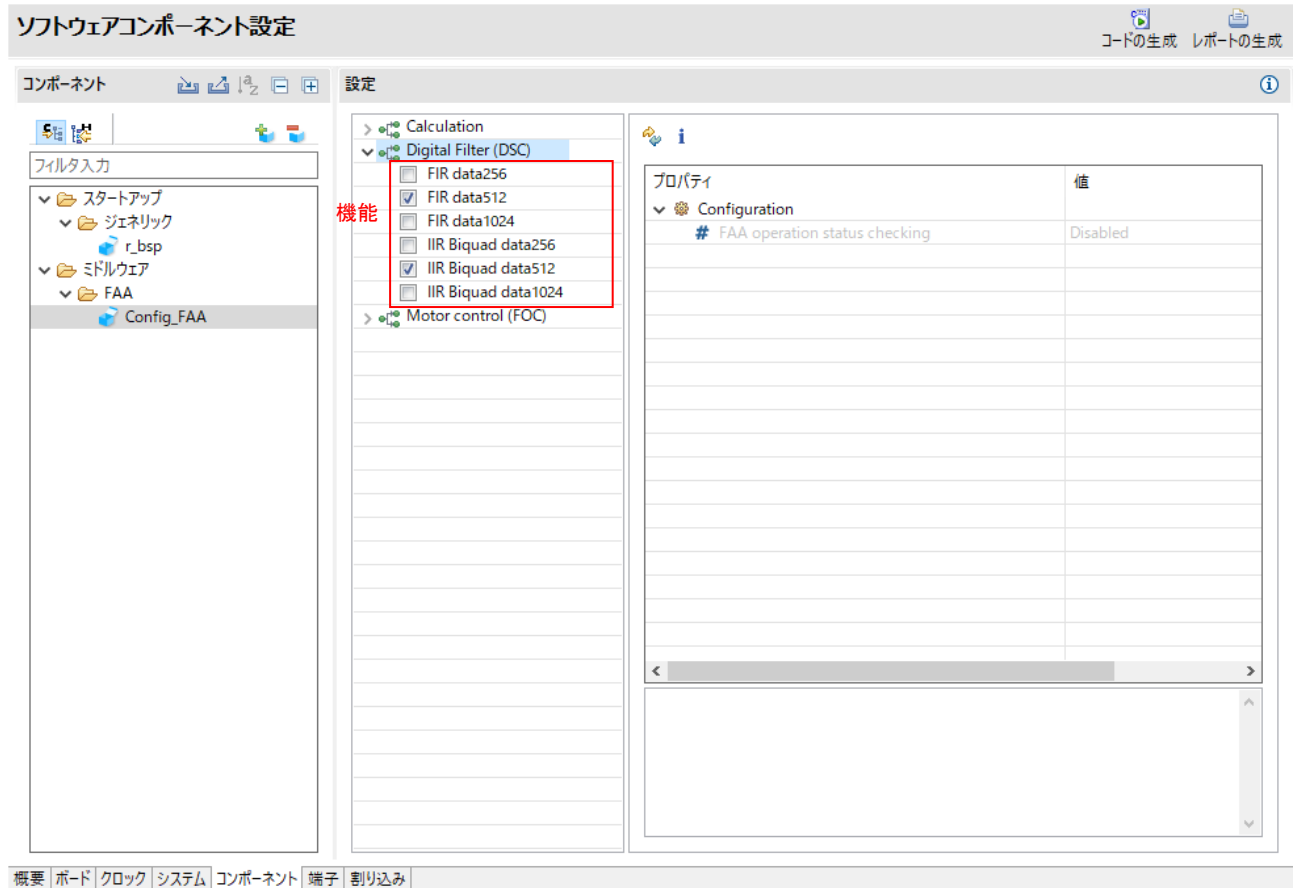 ソフトウェアコンポーネント設定
コードの生成 レポートの生成
コンポーネント
設定
フィルタ入力
スタートアップ
ジェネリック
r_bsp
ミドルウェア
FAA
Config_FAA
Calculation
Digital Filter (DSC)
機能
FIR data256
FIR data512
FIR data1024
IIR Biquad data256
IIR Biquad data512
IIR Biquad data1024
Motor control (FOC)
プロパティ 値
Configuration
# FAA operation status checking Disabled
概要 ボード クロック システム コンポーネント 端子 割り込み